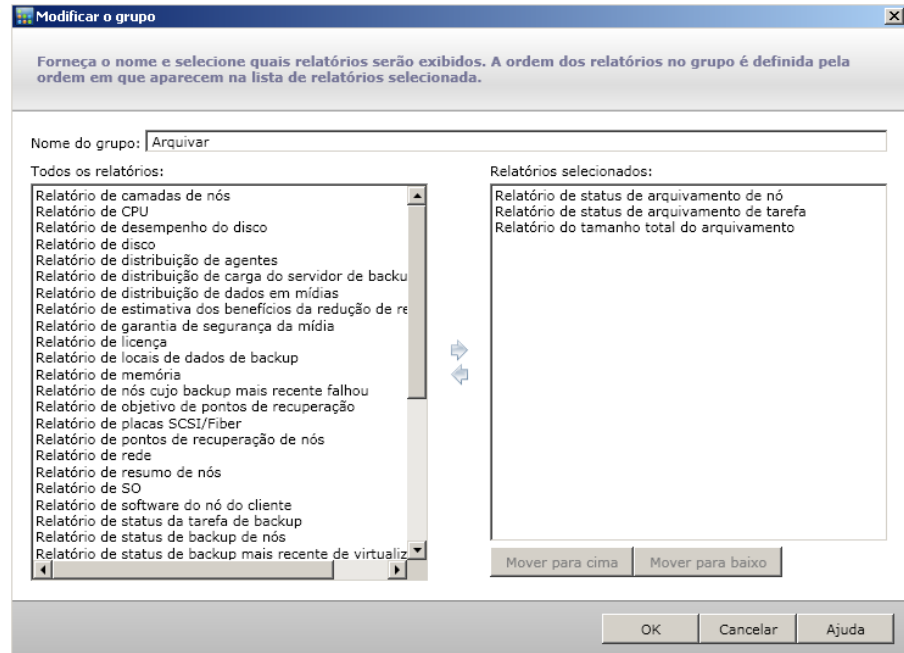 Modificar o grupo
Forneça o nome e selecione quais relatórios serão exibidos. A ordem dos relatórios no grupo é definida pela
ordem em que aparecem na lista de relatórios selecionada.
Nome do grupo: Arquivar
Todos os relatórios:
Relatório de camadas de nós
Relatório de CPU
Relatório de desempenho do disco
Relatório de disco
Relatório de distribuição de agentes
Relatório de distribuição de carga do servidor de backu
Relatório de distribuição de dados em mídias
Relatório de estimativa dos benefícios da redução de re
Relatório de garantia de segurança da mídia
Relatório de licença
Relatório de locais de dados de backup
Relatório de memória
Relatório de nós cujo backup mais recente falhou
Relatório de objetivo de pontos de recuperação
Relatório de placas SCSI/Fiber
Relatório de pontos de recuperação de nós
Relatório de rede
Relatório de resumo de nós
Relatório de SO
Relatório de software do nó do cliente
Relatório de status da tarefa de backup
Relatório de status de backup de nós
Relatório de status de backup mais recente de virtualiz
Relatórios selecionados:
Relatório de status de arquivamento de nó
Relatório de status de arquivamento de tarefa
Relatório do tamanho total do arquivamento
Mover para cima Mover para baixo
OK Cancelar Ajuda